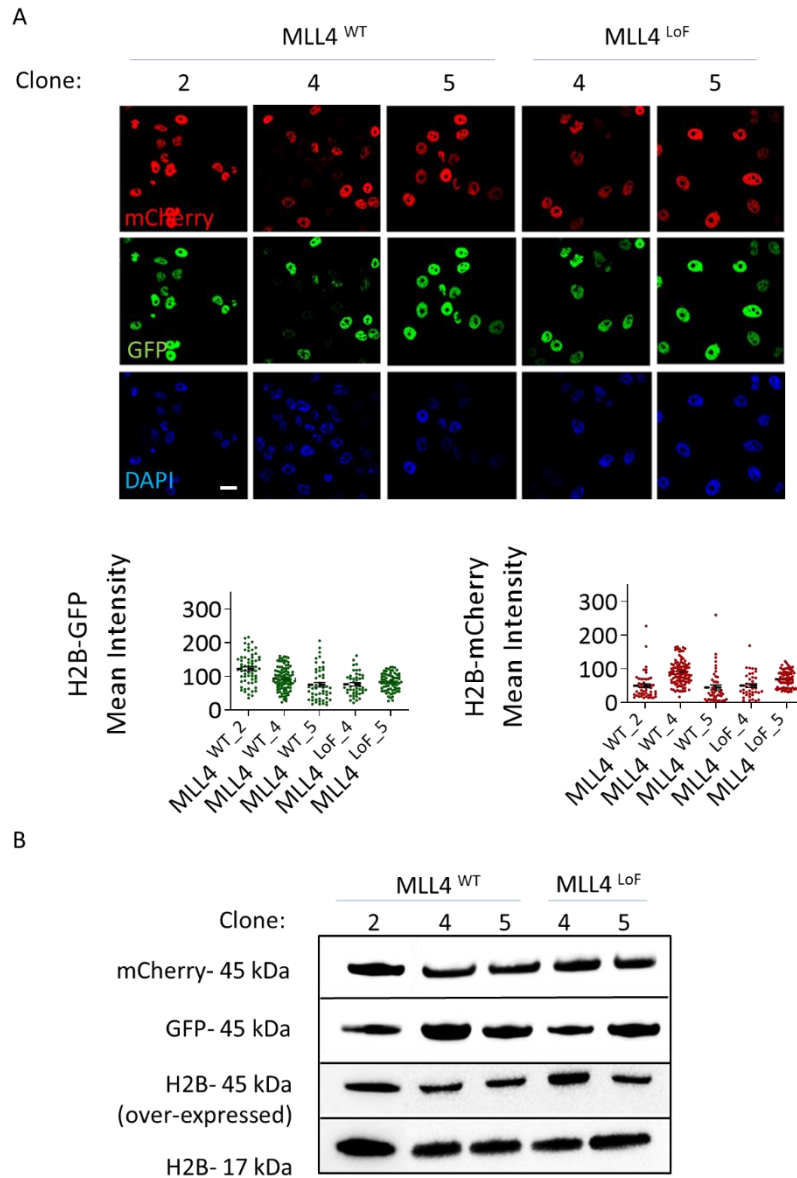 A
MLL4 WT MLL4 LoF
Clone: 2 4 5 4 5
mCherry
GFP
DAPI
H2B-GFP
Mean Intensity
300
200
100
0
MLL4 WT_2
MLL4 WT_4
MLL4 WT_5
MLL4 LoF_4
MLL4 LoF_5
H2B-mCherry
Mean Intensity
300
200
100
0
MLL4 WT_2
MLL4 WT_4
MLL4 WT_5
MLL4 LoF_4
MLL4 LoF_5
B
MLL4 WT MLL4 LoF
Clone: 2 4 5 4 5
mCherry- 45 kDa
GFP- 45 kDa
H2B- 45 kDa
(over-expressed)
H2B- 17 kDa